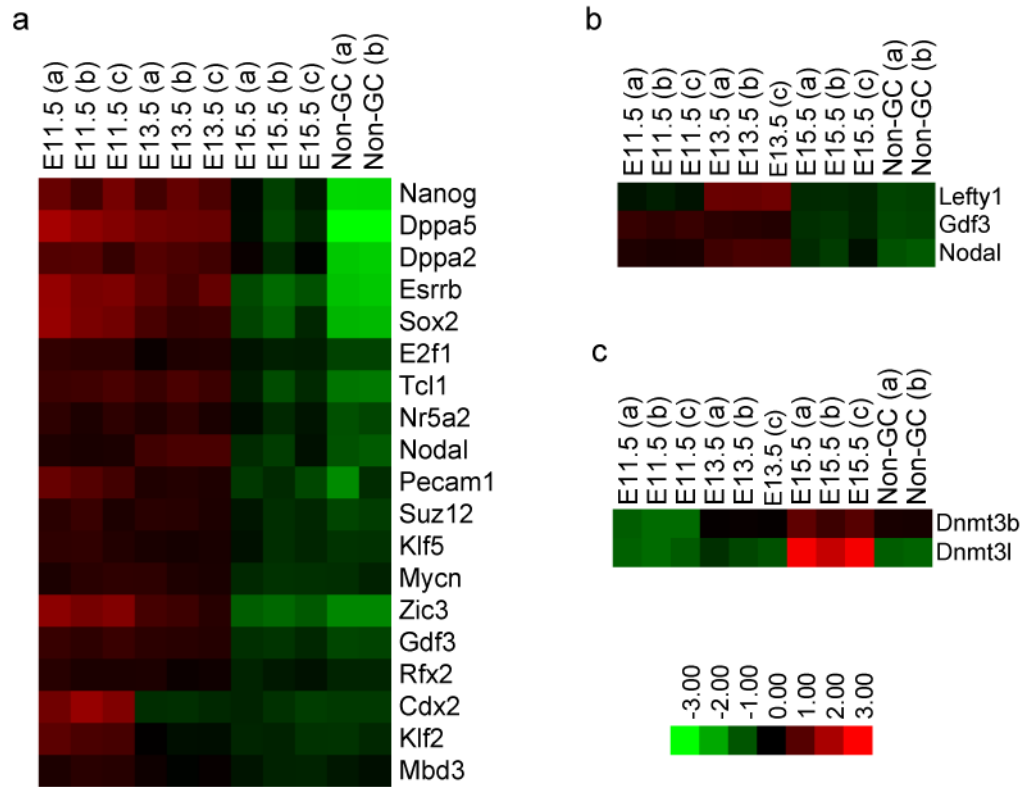 a
E11.5 (a)
E11.5 (b)
E11.5 (c)
E13.5 (a)
E13.5 (b)
E13.5 (c)
E15.5 (a)
E15.5 (b)
E15.5 (c)
Non-GC (a)
Non-GC (b)
Nanog
Dppa5
Dppa2
Esrrb
Sox2
E2f1
Tcl1
Nr5a2
Nodal
Pecam1
Suz12
Klf5
Mycn
Zic3
Gdf3
Rfx2
Cdx2
Klf2
Mbd3
b
E11.5 (a)
E11.5 (b)
E11.5 (c)
E13.5 (a)
E13.5 (b)
E13.5 (c)
E15.5 (a)
E15.5 (b)
E15.5 (c)
Non-GC (a)
Non-GC (b)
Lefty1
Gdf3
Nodal
c
E11.5 (a)
E11.5 (b)
E11.5 (c)
E13.5 (a)
E13.5 (b)
E13.5 (c)
E15.5 (a)
E15.5 (b)
E15.5 (c)
Non-GC (a)
Non-GC (b)
Dnmt3b
Dnmt3l
-3.00
-2.00
-1.00
0.00
1.00
2.00
3.00